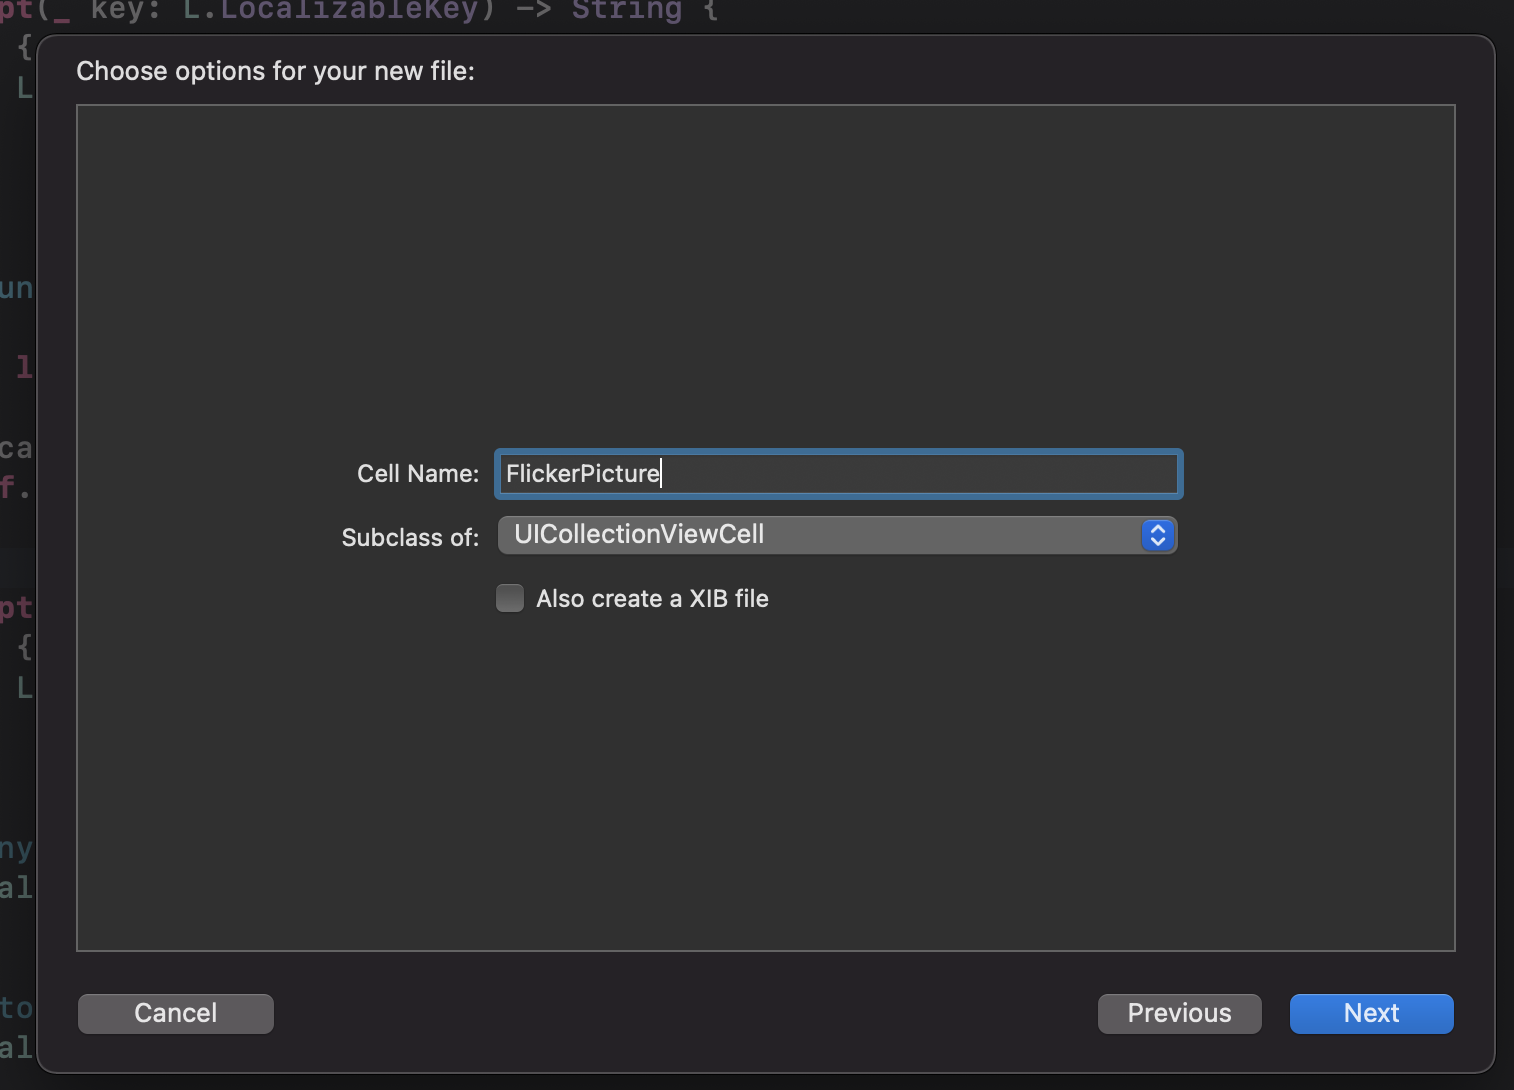 pt(_ key: L.LocalizableKey) -> String {
{
L
Choose options for your new file:
un
l
ca
f.
Cell Name: FlickerPicture
Subclass of: UICollectionViewCell
Also create a XIB file
pt
{
L
ny
al
to
al
Cancel
Previous
Next